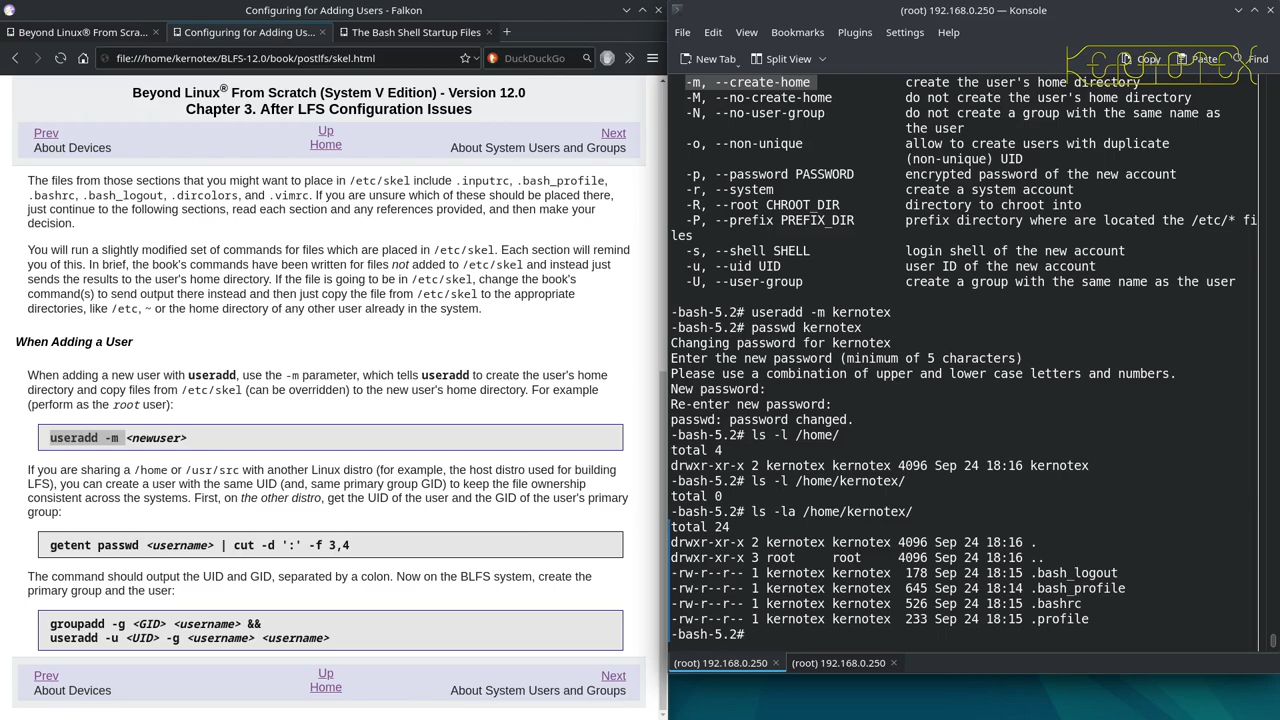 Configuring for Adding Users - Falkon
Beyond Linux® From Scra...
Configuring for Adding Us...
The Bash Shell Startup Files
file:///home/kernotex/BLFS-12.0/book/postlfs/skel.html
DuckDuckGo
Beyond Linux® From Scratch (System V Edition) - Version 12.0
Chapter 3. After LFS Configuration Issues
Prev
Up
Next
About Devices
Home
About System Users and Groups
The files from those sections that you might want to place in /etc/skel include .inputrc, .bash_profile,
.bashrc, .bash_logout, .dircolors, and .vimrc. If you are unsure which of these should be placed there,
just continue to the following sections, read each section and any references provided, and then make your
decision.
You will run a slightly modified set of commands for files which are placed in /etc/skel. Each section will remind
you of this. In brief, the book's commands have been written for files not added to /etc/skel and instead just
sends the results to the user's home directory. If the file is going to be in /etc/skel, change the book's
command(s) to send output there instead and then just copy the file from /etc/skel to the appropriate
directories, like /etc, ~ or the home directory of any other user already in the system.
When Adding a User
When adding a new user with useradd, use the -m parameter, which tells useradd to create the user's home
directory and copy files from /etc/skel (can be overridden) to the new user's home directory. For example
(perform as the root user):
useradd -m <newuser>
If you are sharing a /home or /usr/src with another Linux distro (for example, the host distro used for building
LFS), you can create a user with the same UID (and, same primary group GID) to keep the file ownership
consistent across the systems. First, on the other distro, get the UID of the user and the GID of the user's primary
group:
getent passwd <username> | cut -d ':' -f 3,4
The command should output the UID and GID, separated by a colon. Now on the BLFS system, create the
primary group and the user:
groupadd -g <GID> <username> &&
useradd -u <UID> -g <username> <username>
Prev
Up
Next
About Devices
Home
About System Users and Groups
(root) 192.168.0.250 — Konsole
File Edit View Bookmarks Plugins Settings Help
New Tab Split View Copy Paste Find
KernoteX
-m, --create-home create the user's home directory
-M, --no-create-home do not create the user's home directory
-N, --no-user-group do not create a group with the same name as
the user
-o, --non-unique allow to create users with duplicate
(non-unique) UID
-p, --password PASSWORD encrypted password of the new account
-r, --system create a system account
-R, --root CHROOT_DIR directory to chroot into
-P, --prefix PREFIX_DIR prefix directory where are located the /etc/* fi
les
-s, --shell SHELL login shell of the new account
-u, --uid UID user ID of the new account
-U, --user-group create a group with the same name as the user
-bash-5.2# useradd -m kernotex
-bash-5.2# passwd kernotex
Changing password for kernotex
Enter the new password (minimum of 5 characters)
Please use a combination of upper and lower case letters and numbers.
New password:
Re-enter new password:
passwd: password changed.
-bash-5.2# ls -l /home/
total 4
drwxr-xr-x 2 kernotex kernotex 4096 Sep 24 18:16 kernotex
-bash-5.2# ls -l /home/kernotex/
total 0
-bash-5.2# ls -la /home/kernotex/
total 24
drwxr-xr-x 2 kernotex kernotex 4096 Sep 24 18:16 .
drwxr-xr-x 3 root root 4096 Sep 24 18:16 ..
-rw-r--r-- 1 kernotex kernotex 178 Sep 24 18:15 .bash_logout
-rw-r--r-- 1 kernotex kernotex 645 Sep 24 18:14 .bash_profile
-rw-r--r-- 1 kernotex kernotex 526 Sep 24 18:15 .bashrc
-rw-r--r-- 1 kernotex kernotex 233 Sep 24 18:15 .profile
-bash-5.2#
(root) 192.168.0.250
(root) 192.168.0.250